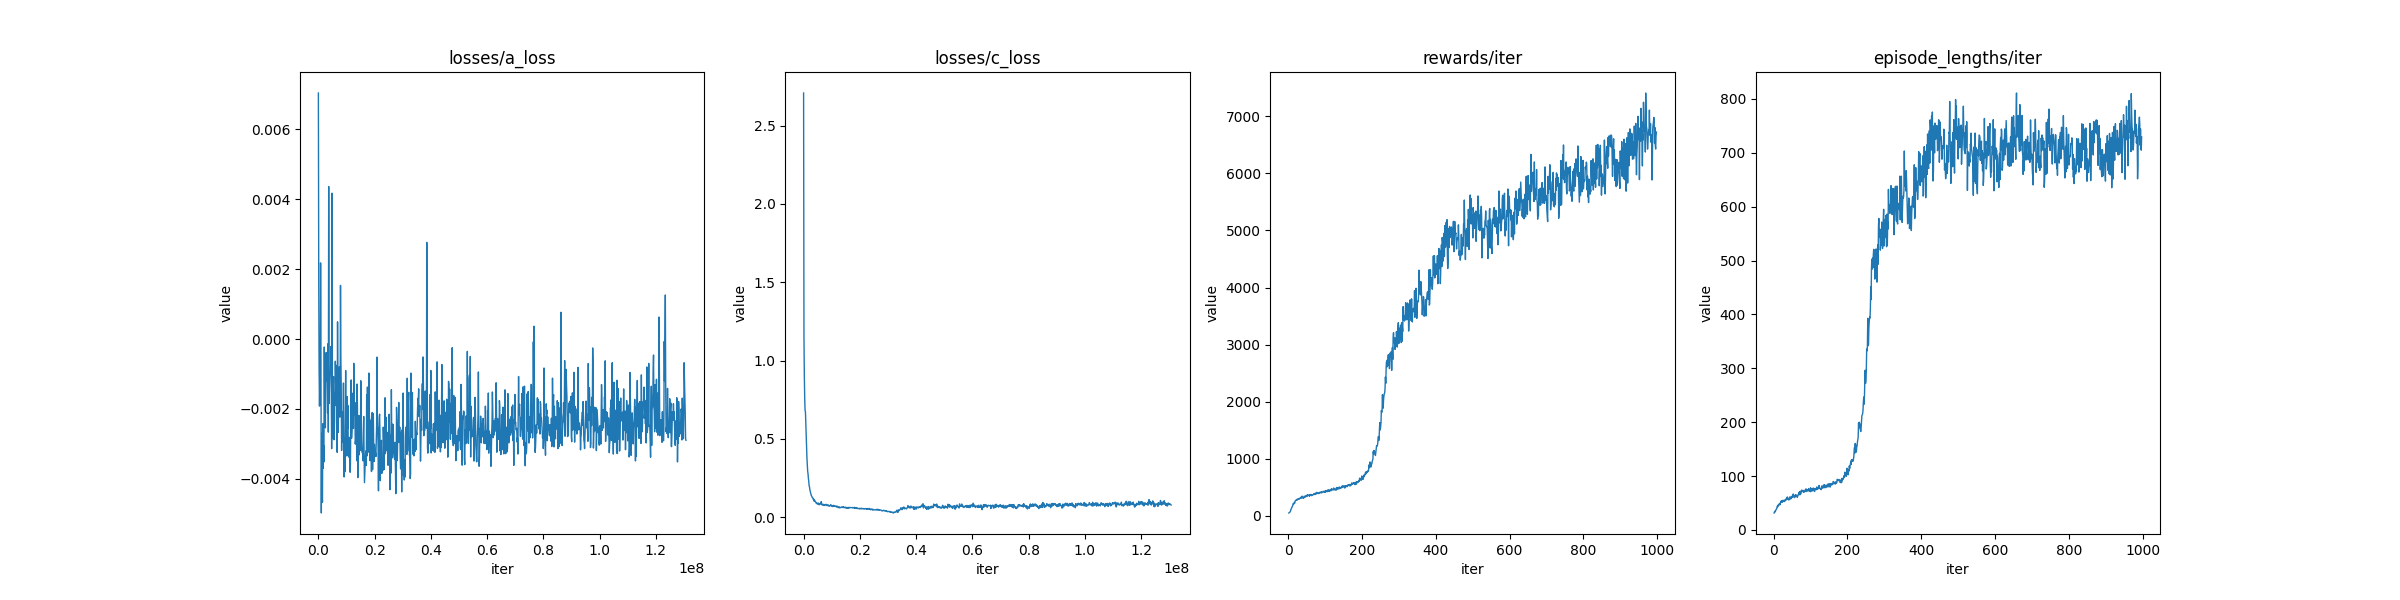 losses/a_loss
0.006
0.004
0.002
0.000
−0.002
−0.004
value
0.0 0.2 0.4 0.6 0.8 1.0 1.2
1e8
iter
losses/c_loss
2.5
2.0
1.5
1.0
0.5
0.0
value
0.0 0.2 0.4 0.6 0.8 1.0 1.2
1e8
iter
rewards/iter
7000
6000
5000
4000
3000
2000
1000
0
value
0 200 400 600 800 1000
iter
episode_lengths/iter
800
700
600
500
400
300
200
100
0
value
0 200 400 600 800 1000
iter